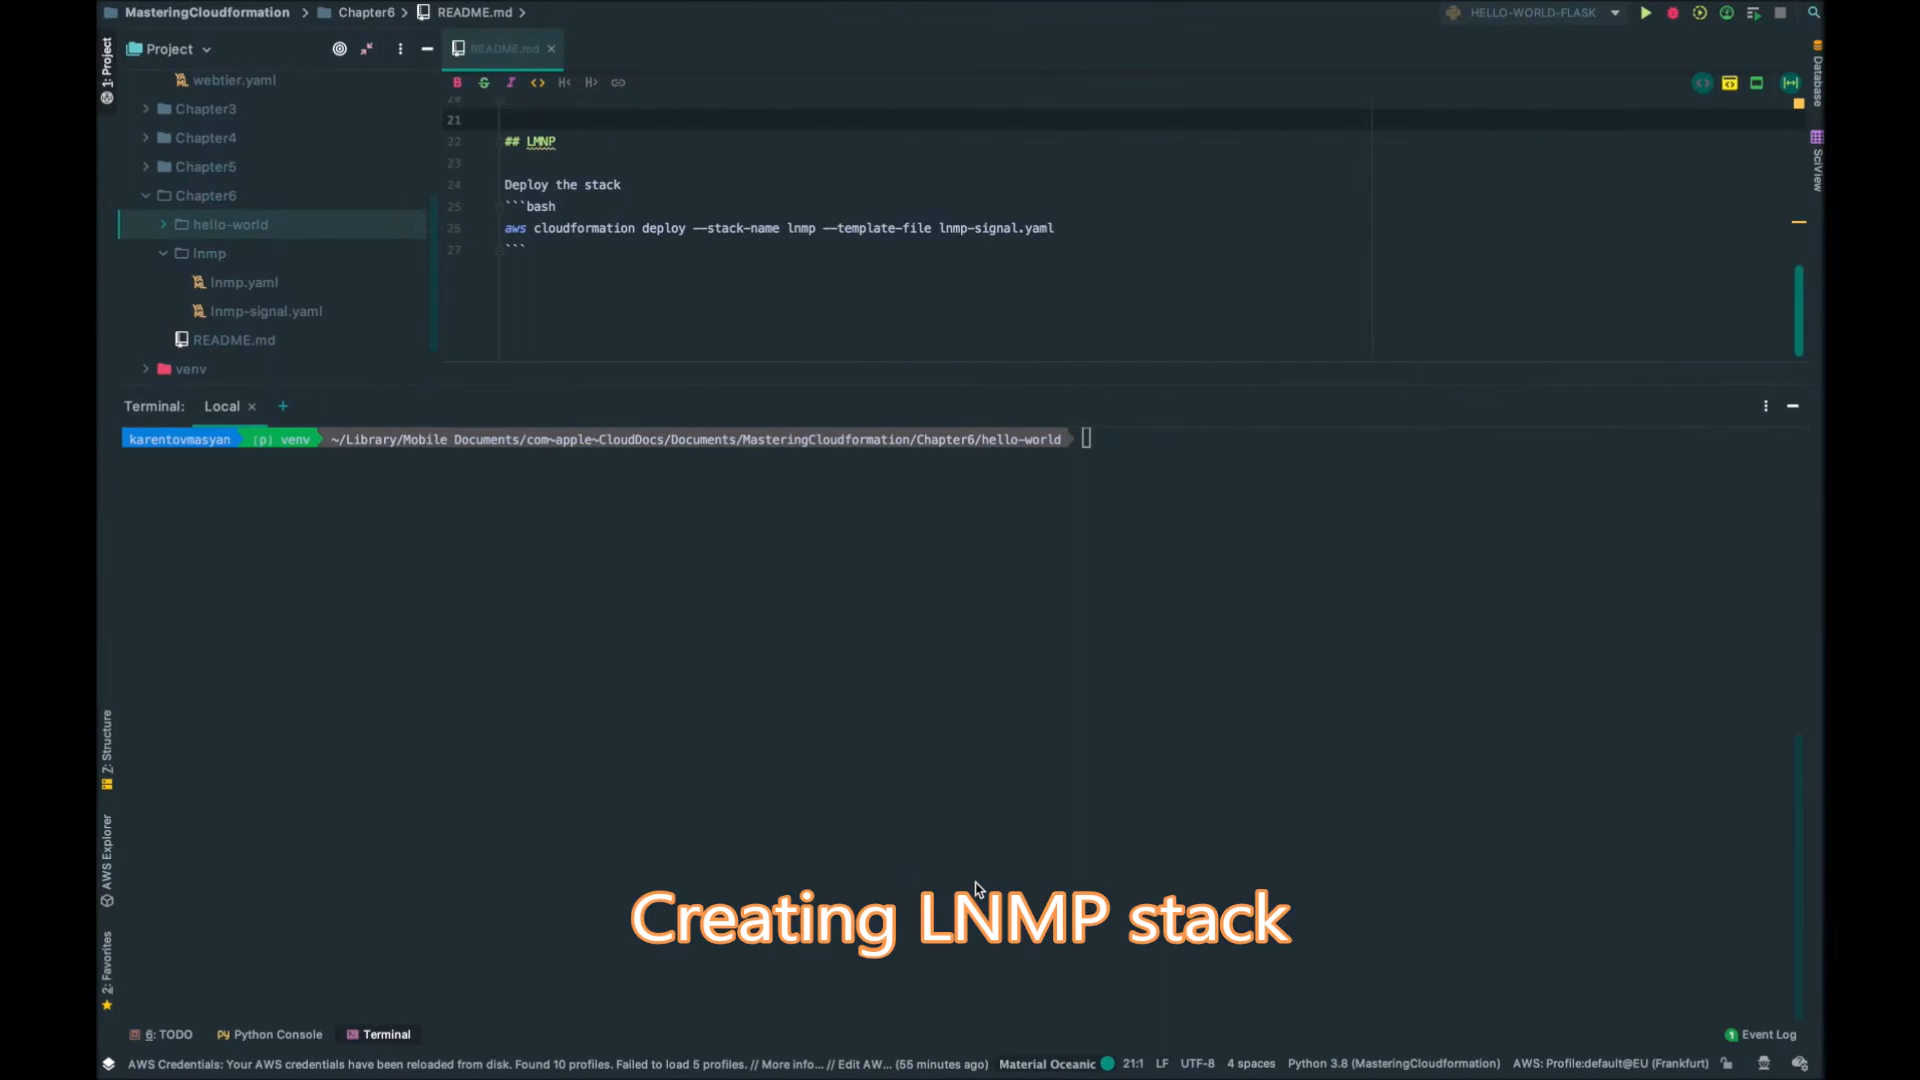 MasteringCloudformation > Chapter6 > README.md >
HELLO-WORLD-FLASK
1: Project
Project
README.md
webtier.yaml
Chapter3
Chapter4
Chapter5
Chapter6
hello-world
lnmp
lnmp.yaml
lnmp-signal.yaml
README.md
venv
B S I <> H< H>
20
21
22 ## LMNP
23
24 Deploy the stack
25 ```bash
26 aws cloudformation deploy --stack-name lnmp --template-file lnmp-signal.yaml
27 ```
Database
SciView
Terminal: Local × +
karentovmasyan (p) venv ~/Library/Mobile Documents/com~apple~CloudDocs/Documents/MasteringCloudformation/Chapter6/hello-world
Z: Structure
AWS Explorer
2: Favorites
Creating LNMP stack
6: TODO
Python Console
Terminal
1 Event Log
AWS Credentials: Your AWS credentials have been reloaded from disk. Found 10 profiles. Failed to load 5 profiles. // More info... // Edit AW... (55 minutes ago)
Material Oceanic
21:1
LF
UTF-8
4 spaces
Python 3.8 (MasteringCloudformation)
AWS: Profile:default@EU (Frankfurt)